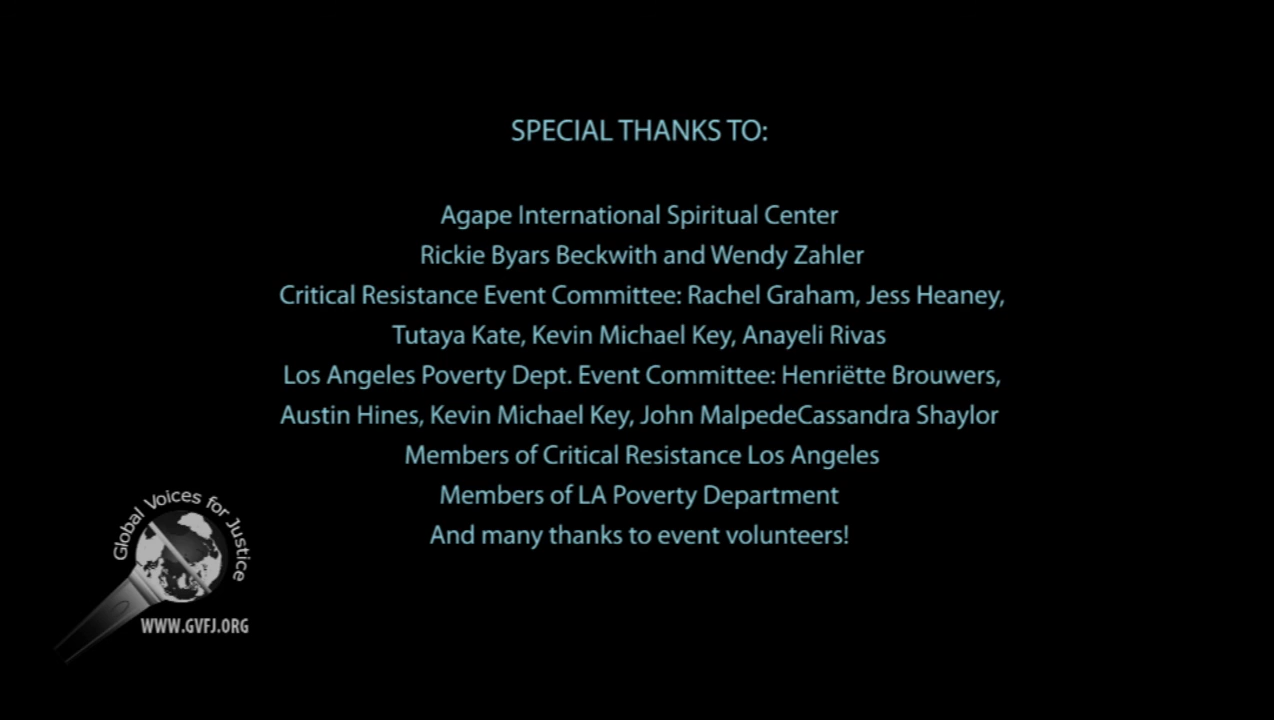 SPECIAL THANKS TO:
Agape International Spiritual Center
Rickie Byars Beckwith and Wendy Zahler
Critical Resistance Event Committee: Rachel Graham, Jess Heaney,
Tutaya Kate, Kevin Michael Key, Anayeli Rivas
Los Angeles Poverty Dept. Event Committee: Henriëtte Brouwers,
Austin Hines, Kevin Michael Key, John MalpedeCassandra Shaylor
Members of Critical Resistance Los Angeles
Members of LA Poverty Department
And many thanks to event volunteers!
Global Voices for Justice
WWW.GVFJ.ORG